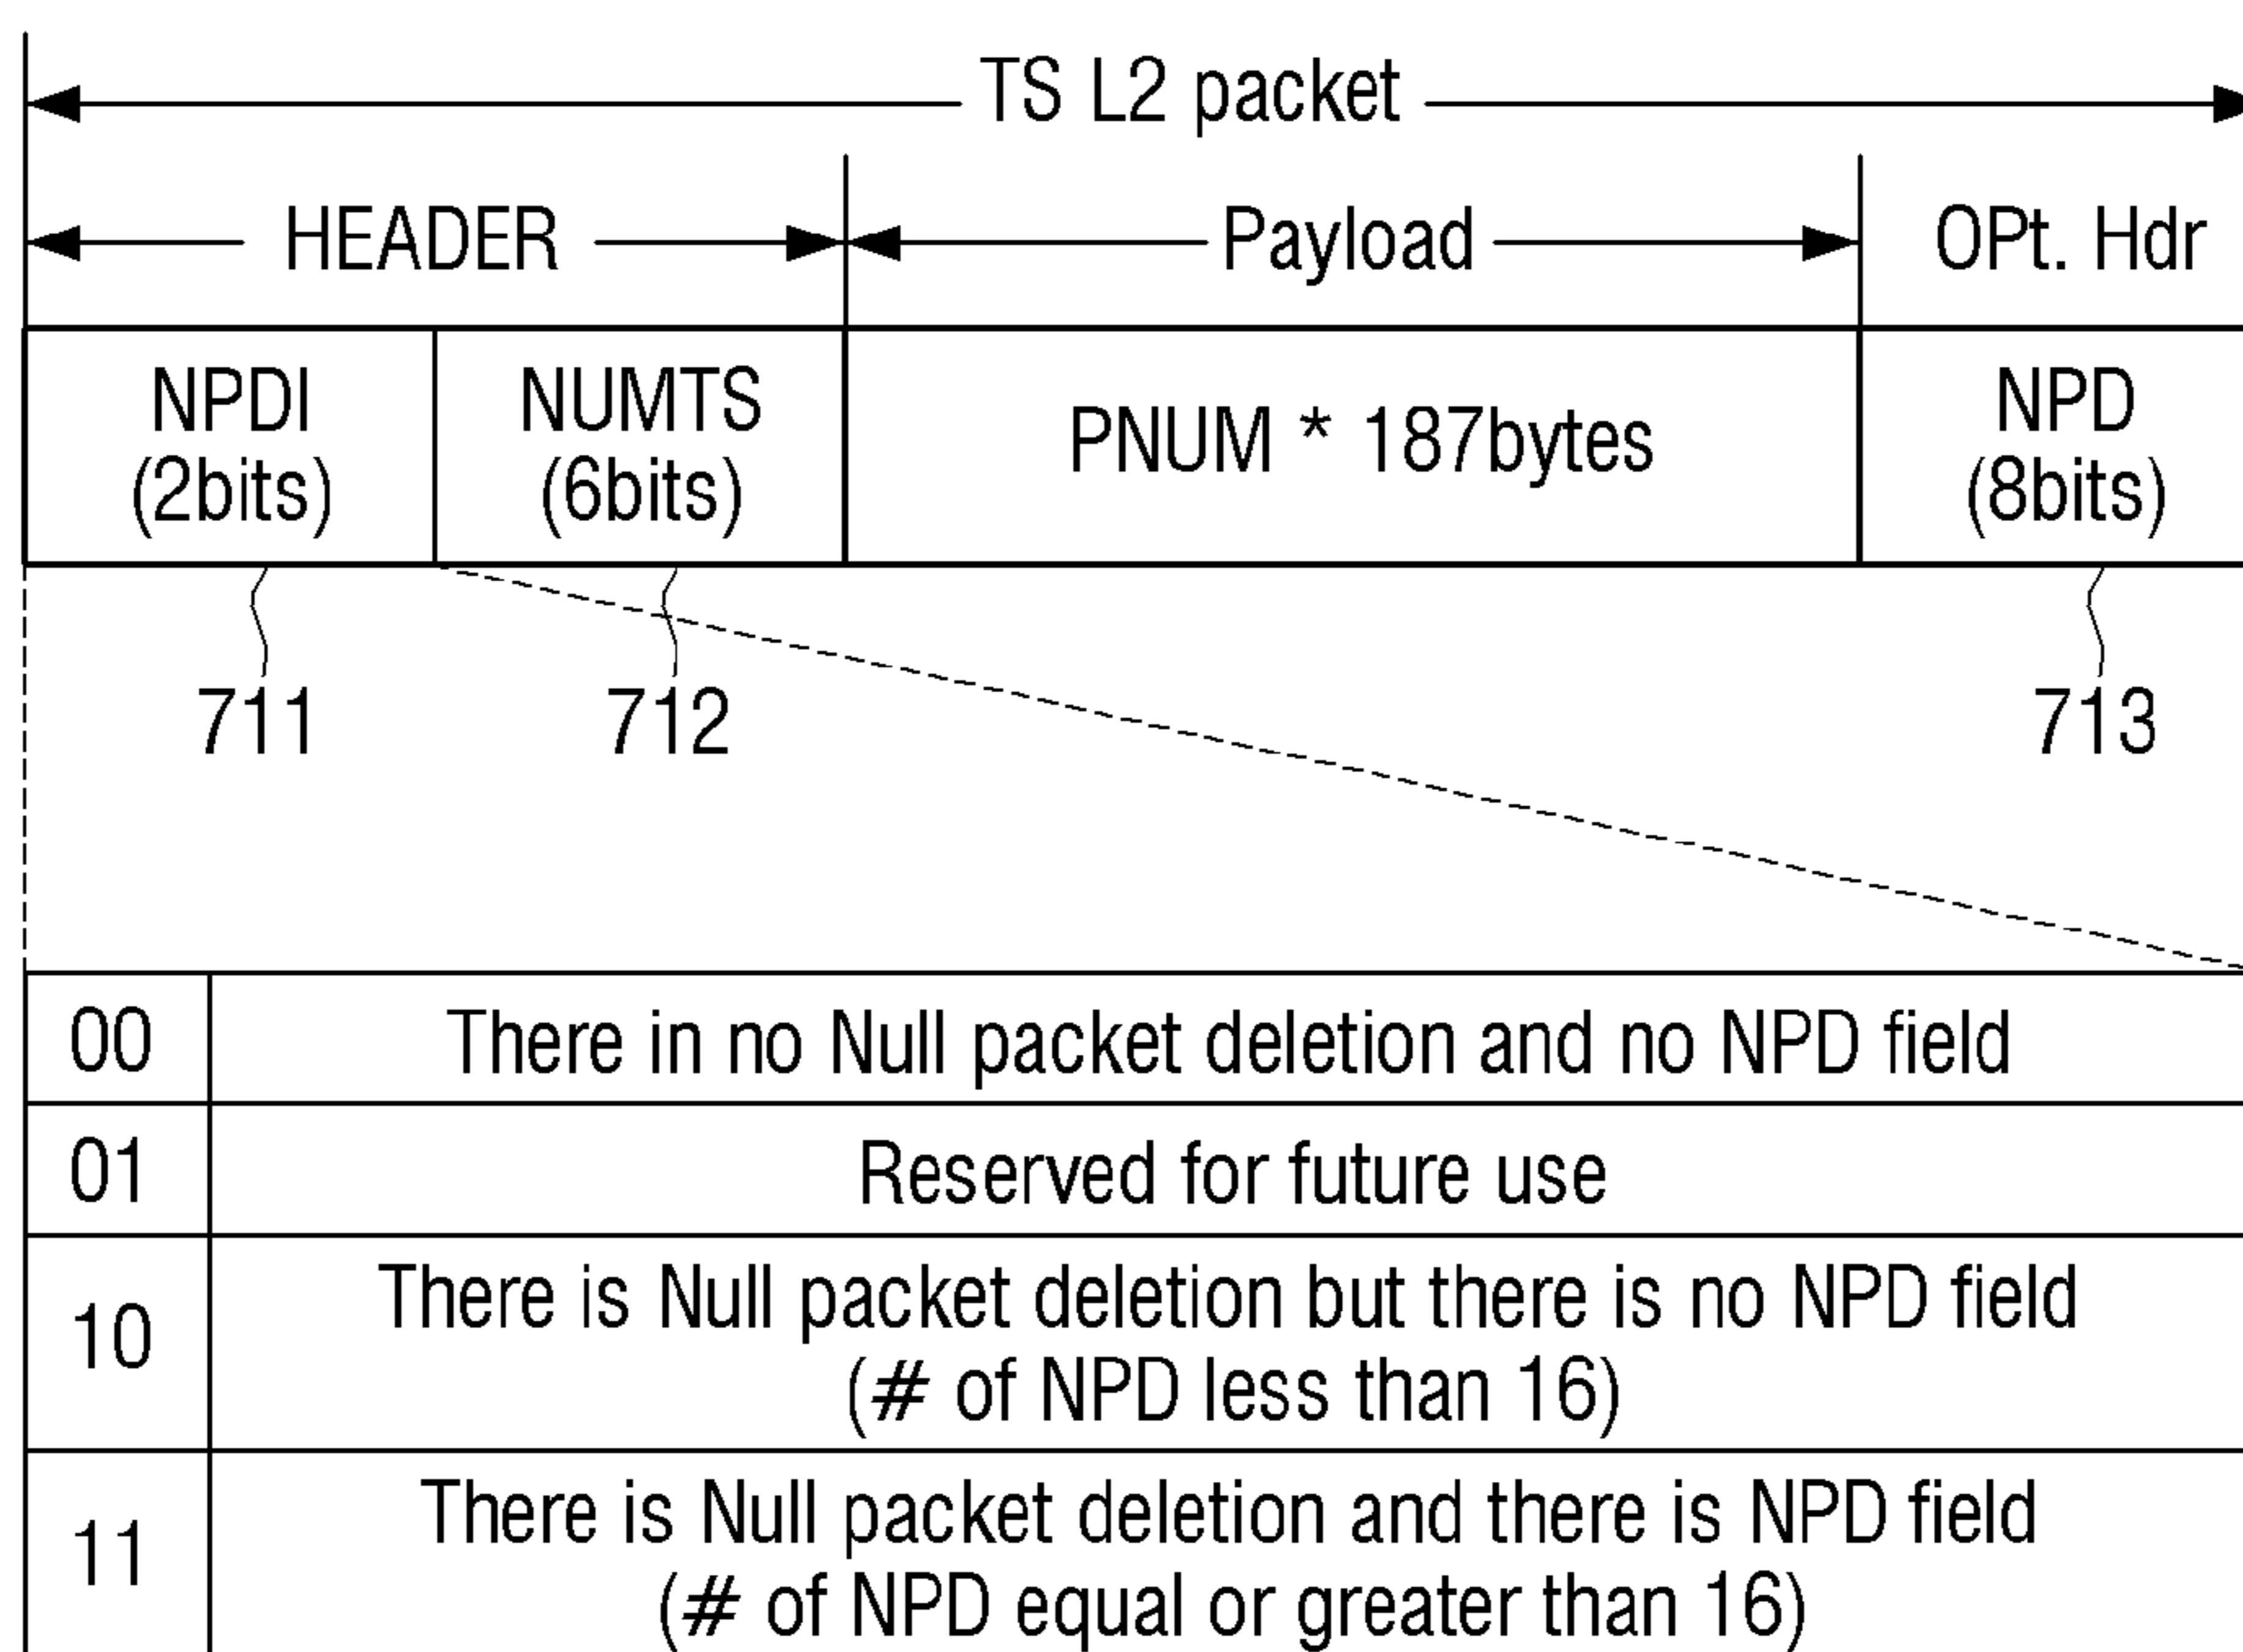 TS L2 packet
HEADER Payload OPt. Hdr
NPDI NUMTS PNUM * 187bytes NPD
(2bits) (6bits) (8bits)
711 712 713
00 There in no Null packet deletion and no NPD field
01 Reserved for future use
10 There is Null packet deletion but there is no NPD field
(# of NPD less than 16)
11 There is Null packet deletion and there is NPD field
(# of NPD equal or greater than 16)